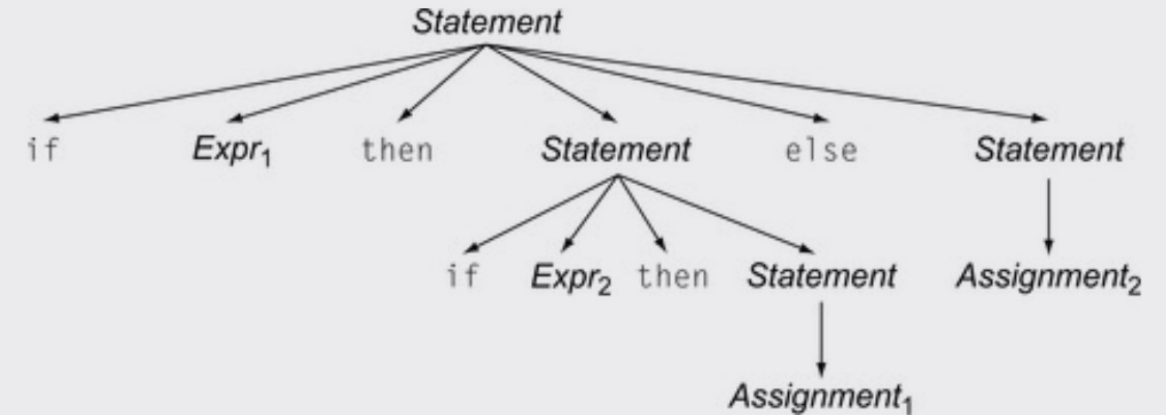 Statement
if Expr₁ then Statement else Statement
if Expr₂ then Statement Assignment₂
Assignment₁